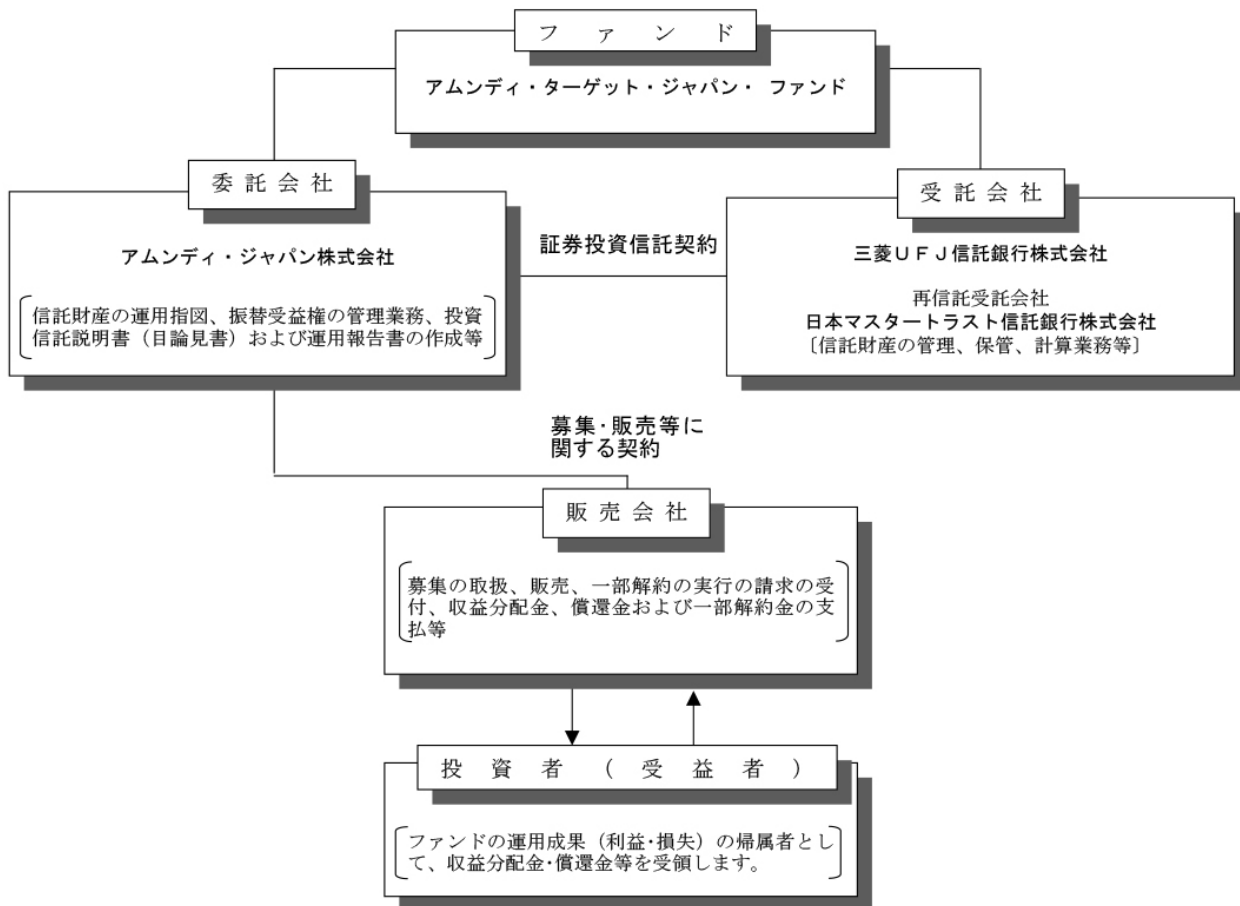 ファンド
アムンディ・ターゲット・ジャパン・ ファンド
委託会社
アムンディ・ジャパン株式会社
信託財産の運用指図、振替受益権の管理業務、投資
信託説明書（目論見書）および運用報告書の作成等
証券投資信託契約
受託会社
三菱ＵＦＪ信託銀行株式会社
再信託受託会社
日本マスタートラスト信託銀行株式会社
〔信託財産の管理、保管、計算業務等〕
募集･販売等に
関する契約
販売会社
募集の取扱、販売、一部解約の実行の請求の受
付、収益分配金、償還金および一部解約金の支
払等
投資者（受益者）
ファンドの運用成果（利益･損失）の帰属者とし
て、収益分配金･償還金等を受領します。